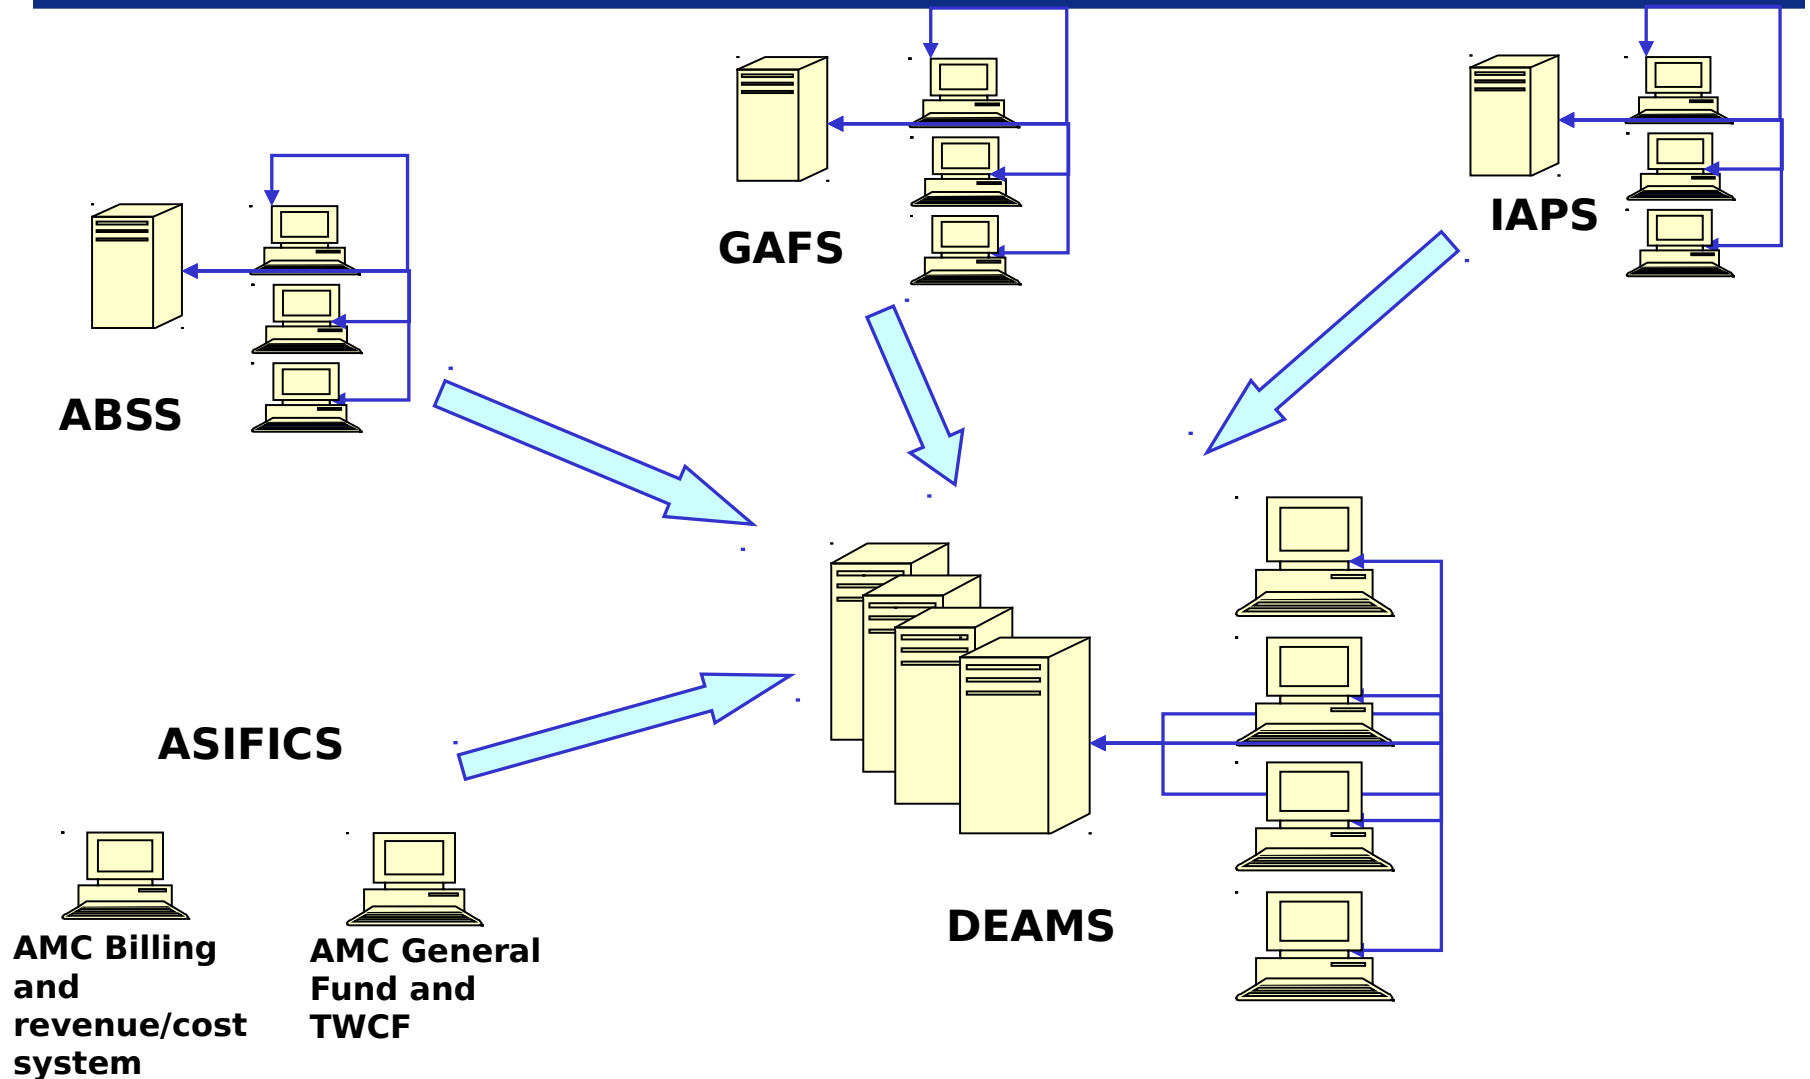 GAFS
IAPS
ABSS
ASIFICS
DEAMS
AMC Billing
and
revenue/cost
system
AMC General
Fund and
TWCF